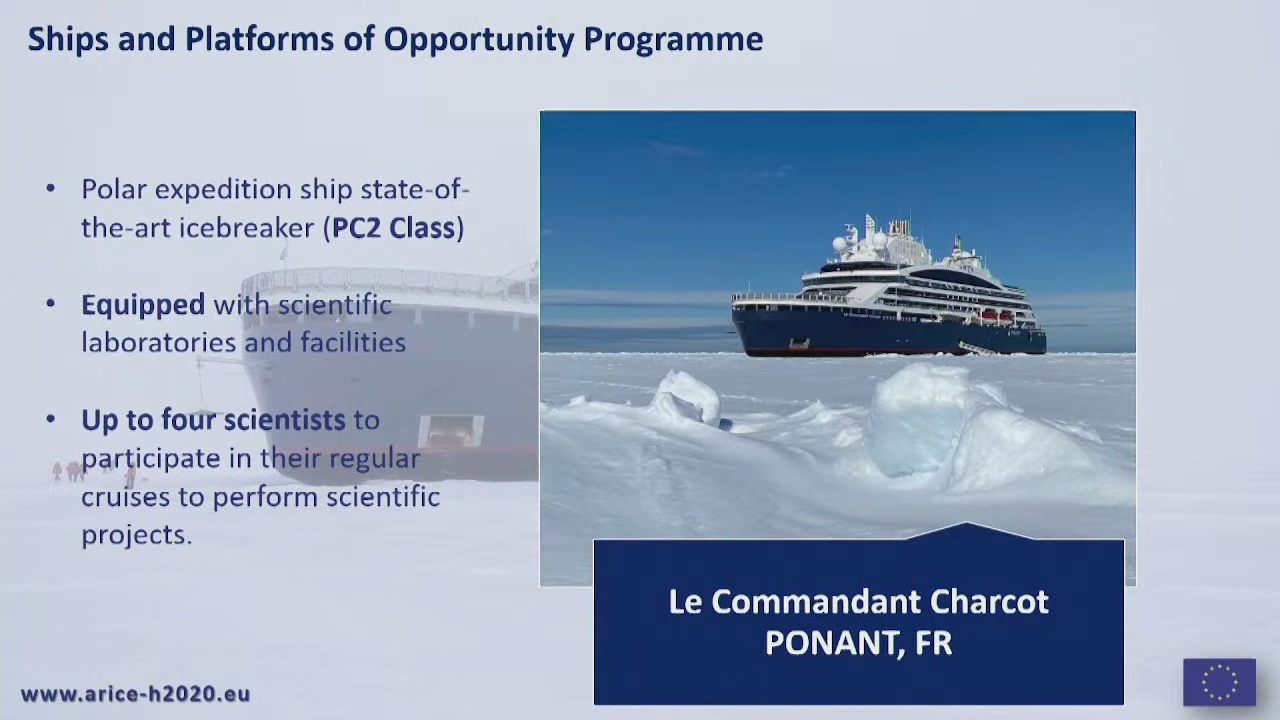 Ships and Platforms of Opportunity Programme
• Polar expedition ship state-of-
the-art icebreaker (PC2 Class)
• Equipped with scientific
laboratories and facilities
• Up to four scientists to
participate in their regular
cruises to perform scientific
projects.
Le Commandant Charcot
PONANT, FR
www.arice-h2020.eu